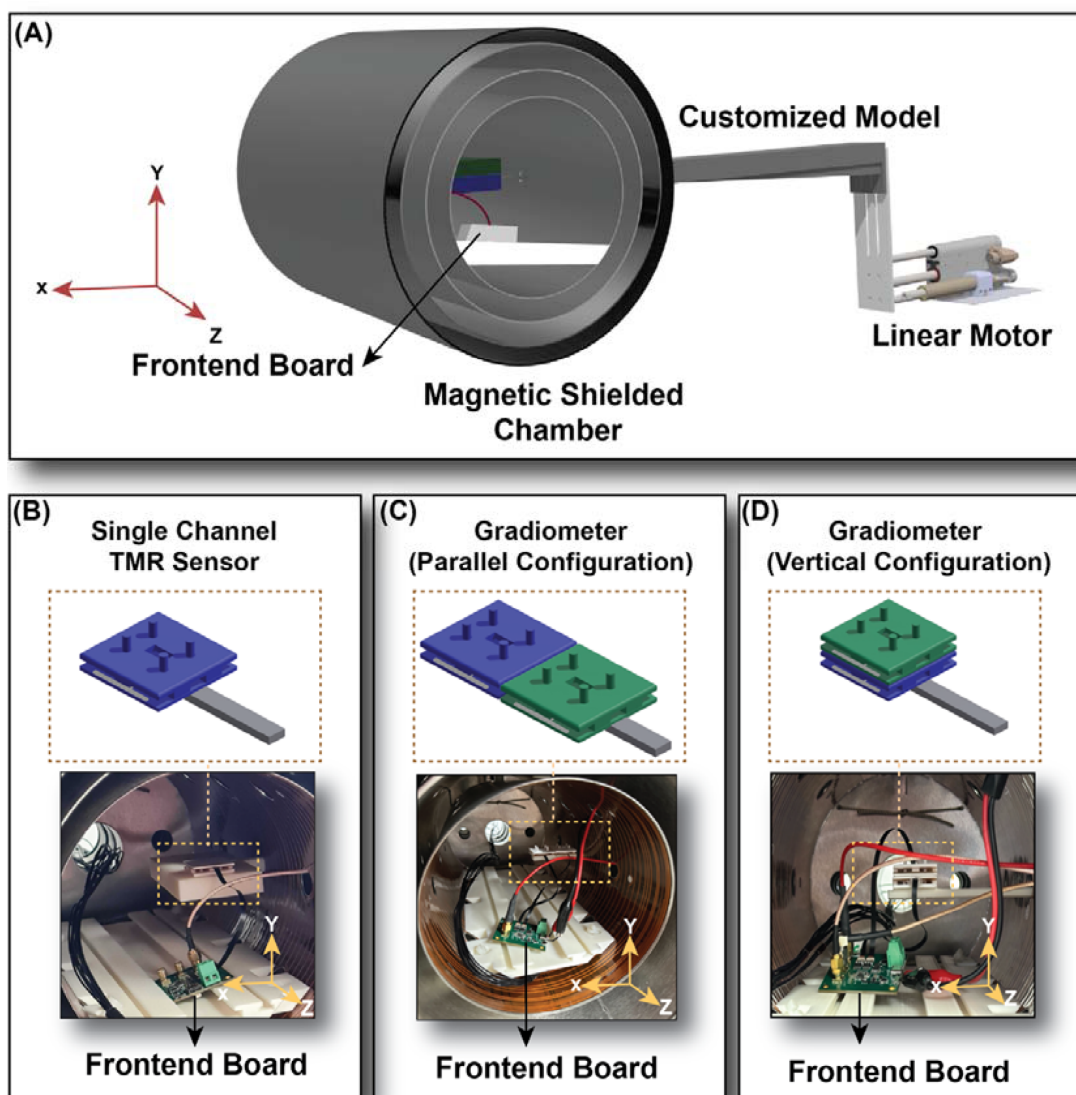 (A)
Customized Model
Y
X
Z
Linear Motor
Frontend Board
Magnetic Shielded
Chamber
(B)
Single Channel
TMR Sensor
Y
X
Z
Frontend Board
(C)
Gradiometer
(Parallel Configuration)
Y
X
Z
Frontend Board
(D)
Gradiometer
(Vertical Configuration)
Y
X
Z
Frontend Board